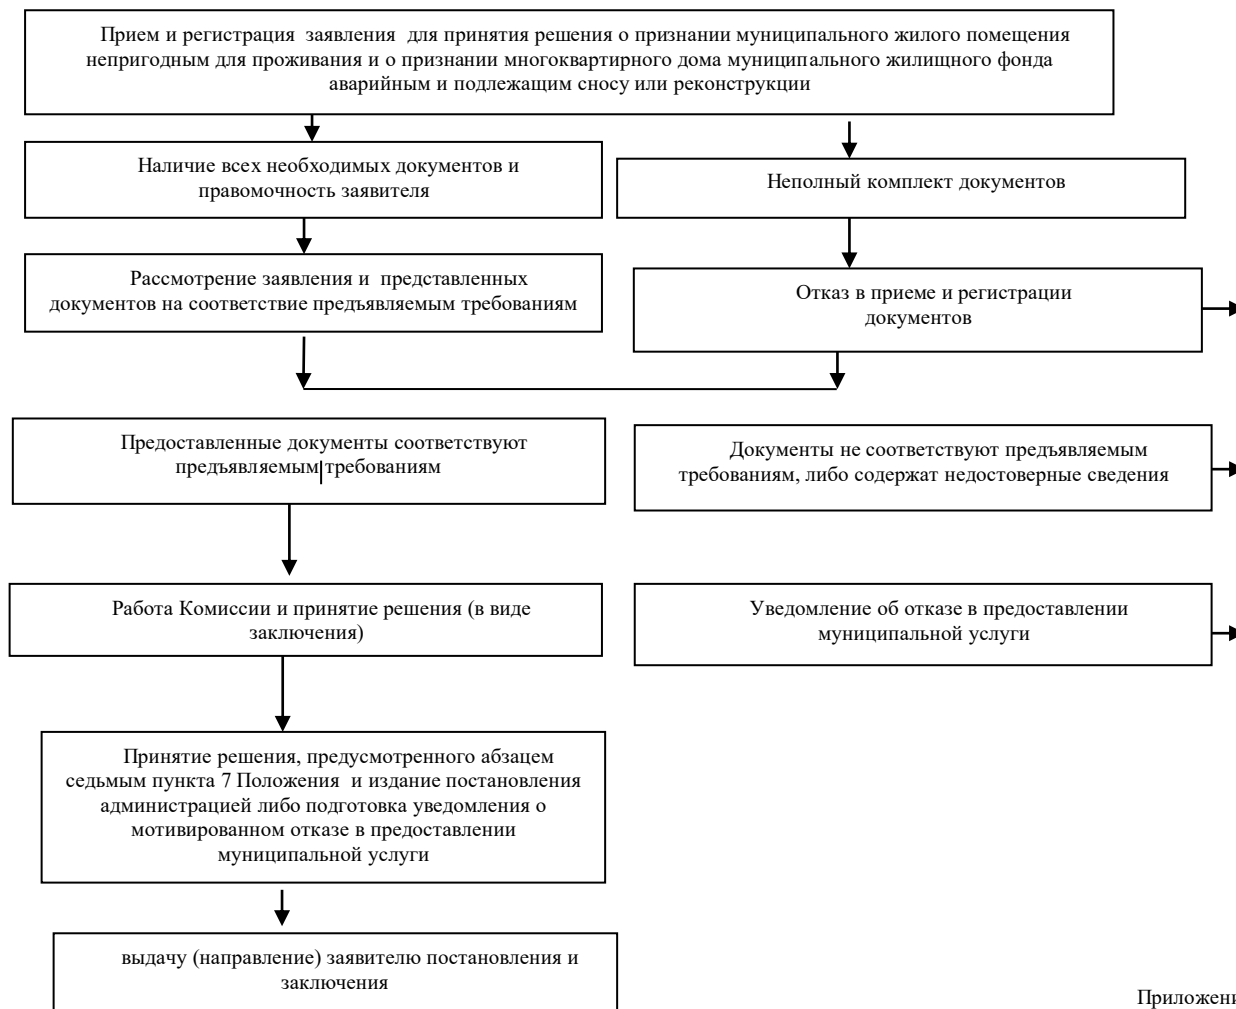 Прием и регистрация заявления для принятия решения о признании муниципального жилого помещения
непригодным для проживания и о признании многоквартирного дома муниципального жилищного фонда
аварийным и подлежащим сносу или реконструкции
Наличие всех необходимых документов и
правомочность заявителя
Неполный комплект документов
Рассмотрение заявления и представленных
документов на соответствие предъявляемым требованиям
Отказ в приеме и регистрации
документов
Предоставленные документы соответствуют
предъявляемым требованиям
Документы не соответствуют предъявляемым
требованиям, либо содержат недостоверные сведения
Работа Комиссии и принятие решения (в виде
заключения)
Уведомление об отказе в предоставлении
муниципальной услуги
Принятие решения, предусмотренного абзацем
седьмым пункта 7 Положения и издание постановления
администрацией либо подготовка уведомления о
мотивированном отказе в предоставлении
муниципальной услуги
выдачу (направление) заявителю постановления и
заключения
Приложени